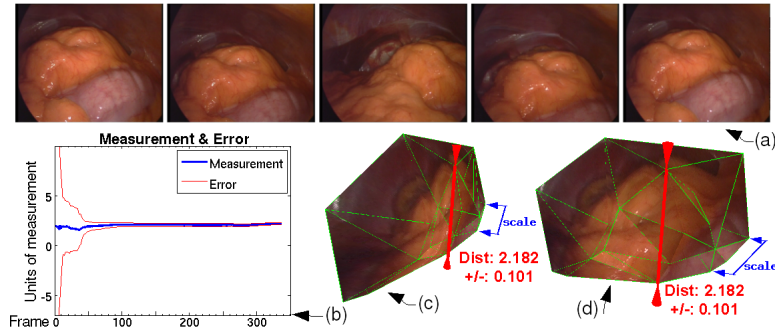 (a)
Measurement & Error
Measurement
Error
Units of measurement
5
0
-5
Frame 0 100 200 300
(b)
scale
Dist: 2.182
+/-: 0.101
(c)
scale
Dist: 2.182
+/-: 0.101
(d)